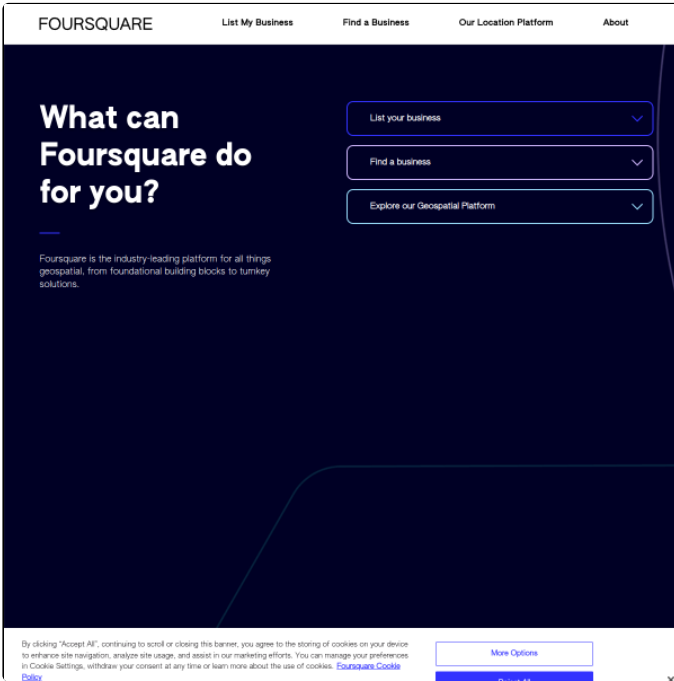 FOURSQUARE
List My Business
Find a Business
Our Location Platform
About
What can
Foursquare do
for you?
Foursquare is the industry-leading platform for all things
geospatial, from foundational building blocks to turnkey
solutions.
List your business
Find a business
Explore our Geospatial Platform
By clicking “Accept All”, continuing to scroll or closing this banner, you agree to the storing of cookies on your device
to enhance site navigation, analyze site usage, and assist in our marketing efforts. You can manage your preferences
in Cookie Settings, withdraw your consent at any time or learn more about the use of cookies. Foursquare Cookie
Policy
More Options
Reject All